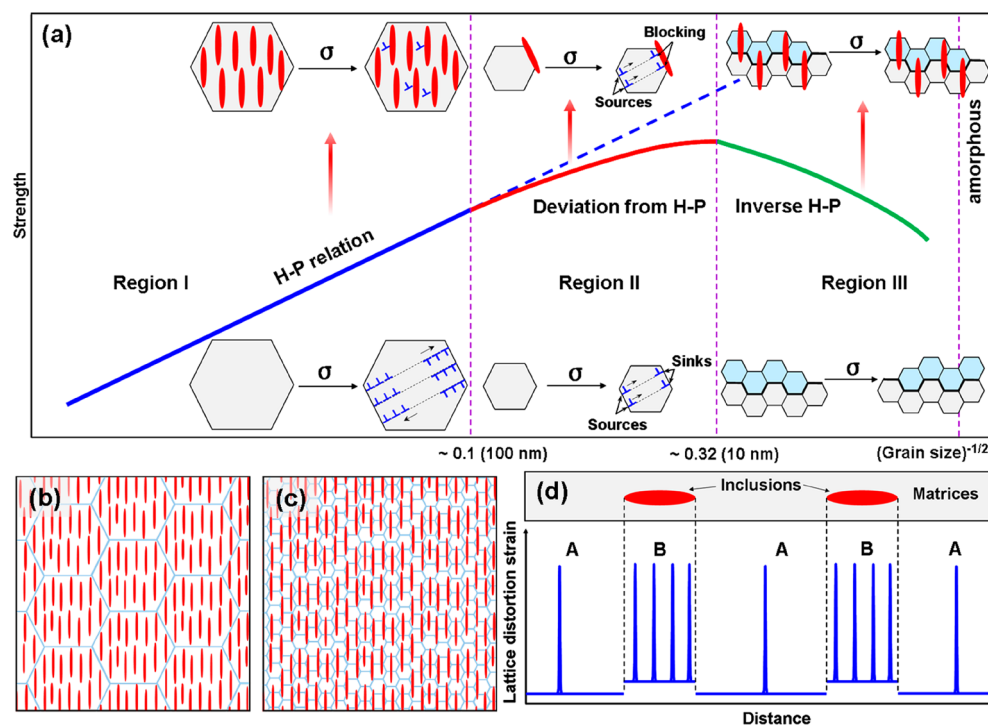 (a)
σ
σ
Blocking
Sources
σ
amorphous
Strength
H-P relation
Deviation from H-P
Inverse H-P
Region I
Region II
Region III
σ
σ
Sinks
Sources
σ
~ 0.1 (100 nm)
~ 0.32 (10 nm)
(Grain size)-1/2
(b)
(c)
(d)
Inclusions
Matrices
Lattice distortion strain
A
B
A
B
A
Distance